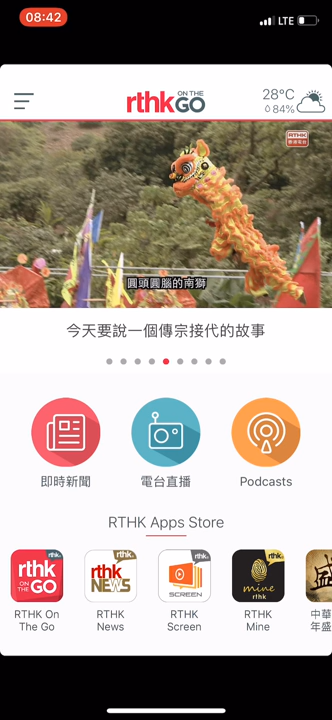 08:42
LTE
rthk ON THE GO
28°C
84%
RTHK
香港電台
圓頭圓腦的南獅
今天要說一個傳宗接代的故事
即時新聞
電台直播
Podcasts
RTHK Apps Store
rthk
rthk ON THE GO
rthk
rthk NEWS
rthk
SCREEN
rthk
mine
rthk
RTHK On The Go
RTHK News
RTHK Screen
RTHK Mine
中華
年盛